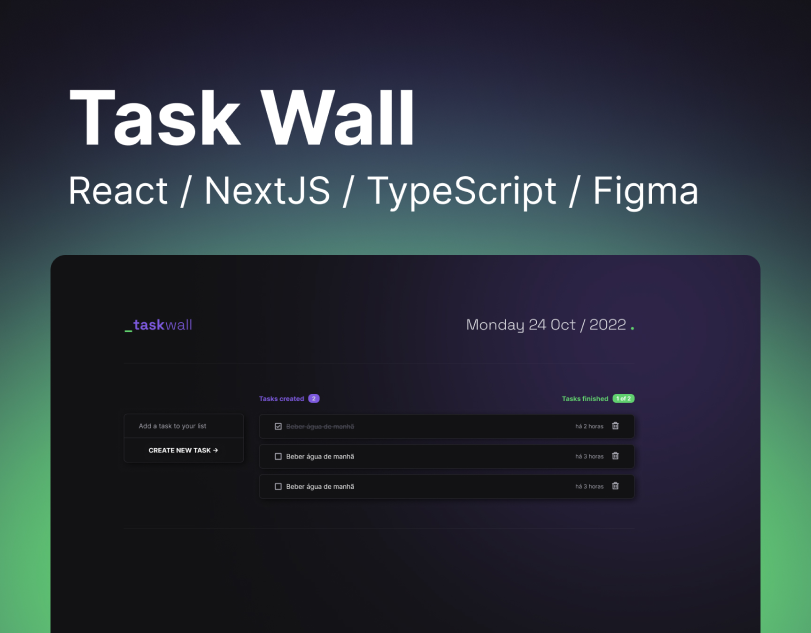 Task Wall
React / NextJS / TypeScript / Figma
_taskwall
Monday 24 Oct / 2022 .
Tasks created 2
Tasks finished 1 of 2
Add a task to your list
CREATE NEW TASK →
Beber água de manhã
há 2 horas
Beber água de manhã
há 3 horas
Beber água de manhã
há 3 horas